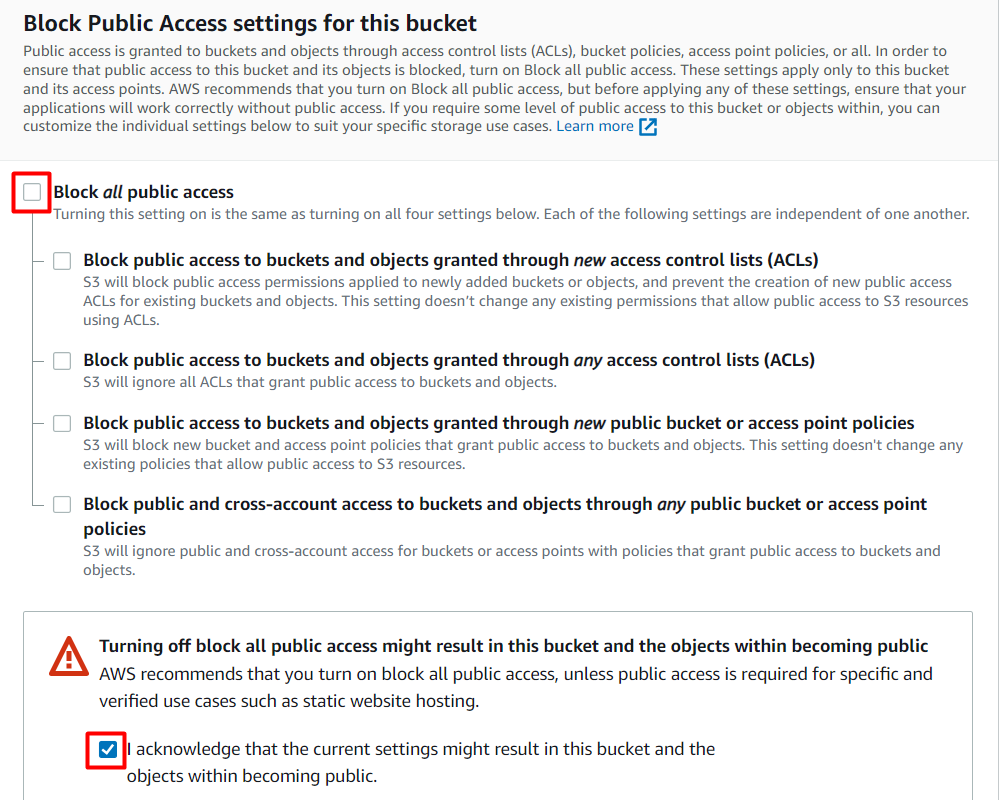 Block Public Access settings for this bucket
Public access is granted to buckets and objects through access control lists (ACLs), bucket policies, access point policies, or all. In order to
ensure that public access to this bucket and its objects is blocked, turn on Block all public access. These settings apply only to this bucket
and its access points. AWS recommends that you turn on Block all public access, but before applying any of these settings, ensure that your
applications will work correctly without public access. If you require some level of public access to this bucket or objects within, you can
customize the individual settings below to suit your specific storage use cases. Learn more
Block all public access
Turning this setting on is the same as turning on all four settings below. Each of the following settings are independent of one another.
Block public access to buckets and objects granted through new access control lists (ACLs)
S3 will block public access permissions applied to newly added buckets or objects, and prevent the creation of new public access
ACLs for existing buckets and objects. This setting doesn't change any existing permissions that allow public access to S3 resources
using ACLs.
Block public access to buckets and objects granted through any access control lists (ACLs)
S3 will ignore all ACLs that grant public access to buckets and objects.
Block public access to buckets and objects granted through new public bucket or access point policies
S3 will block new bucket and access point policies that grant public access to buckets and objects. This setting doesn't change any
existing policies that allow public access to S3 resources.
Block public and cross-account access to buckets and objects through any public bucket or access point
policies
S3 will ignore public and cross-account access for buckets or access points with policies that grant public access to buckets and
objects.
Turning off block all public access might result in this bucket and the objects within becoming public
AWS recommends that you turn on block all public access, unless public access is required for specific and
verified use cases such as static website hosting.
I acknowledge that the current settings might result in this bucket and the
objects within becoming public.